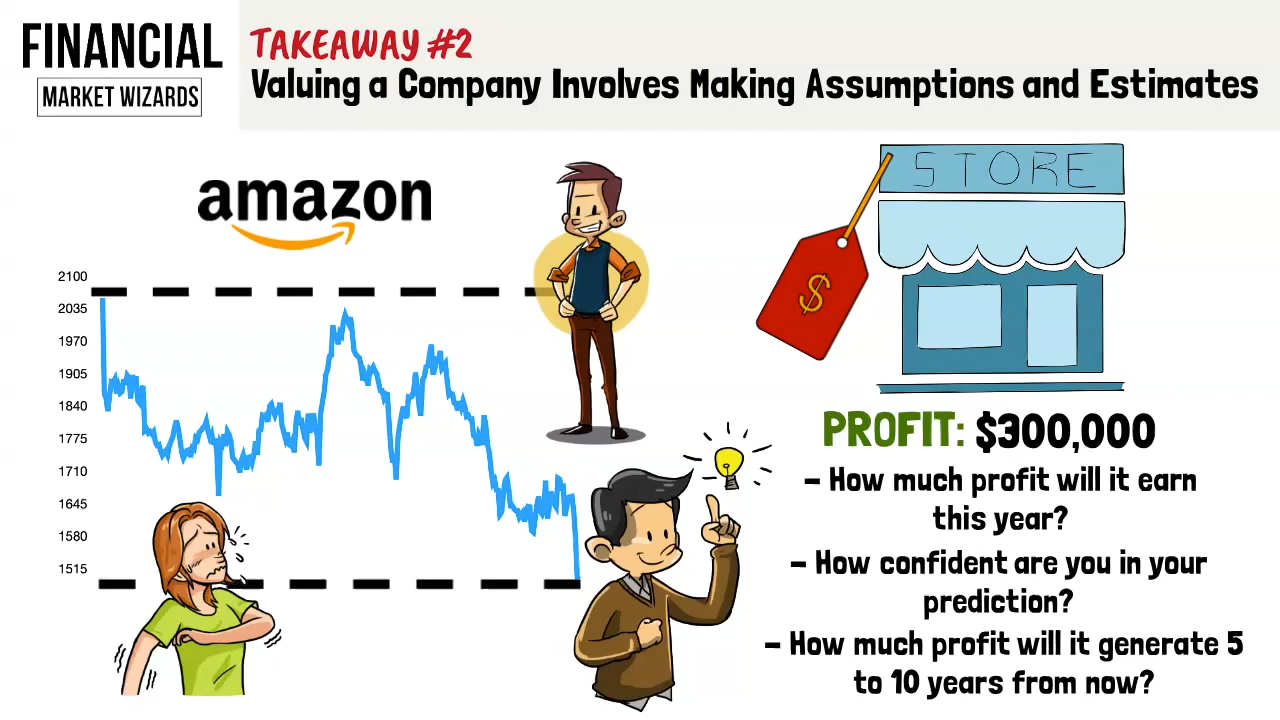 FINANCIAL
MARKET WIZARDS
TAKEAWAY #2
Valuing a Company Involves Making Assumptions and Estimates
amazon
2100
2035
1970
1905
1840
1775
1710
1645
1580
1515
STORE
$
PROFIT: $300,000
– How much profit will it earn
this year?
– How confident are you in your
prediction?
– How much profit will it generate 5
to 10 years from now?